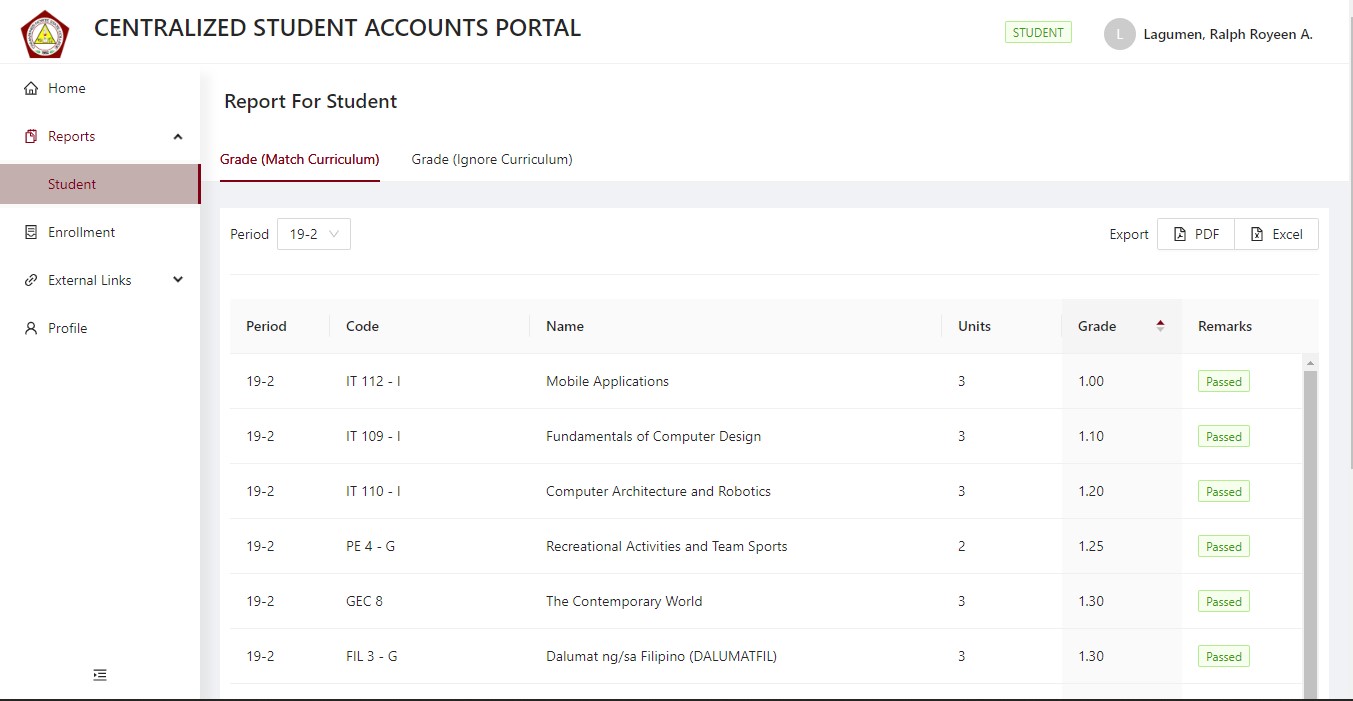 CENTRALIZED STUDENT ACCOUNTS PORTAL
STUDENT
L
Lagumen, Ralph Royeen A.
Home
Reports
Student
Enrollment
External Links
Profile
Report For Student
Grade (Match Curriculum) Grade (Ignore Curriculum)
Period 19-2 Export PDF Excel
Period Code Name Units Grade Remarks
19-2 IT 112 - I Mobile Applications 3 1.00 Passed
19-2 IT 109 - I Fundamentals of Computer Design 3 1.10 Passed
19-2 IT 110 - I Computer Architecture and Robotics 3 1.20 Passed
19-2 PE 4 - G Recreational Activities and Team Sports 2 1.25 Passed
19-2 GEC 8 The Contemporary World 3 1.30 Passed
19-2 FIL 3 - G Dalumat ng/sa Filipino (DALUMATFIL) 3 1.30 Passed